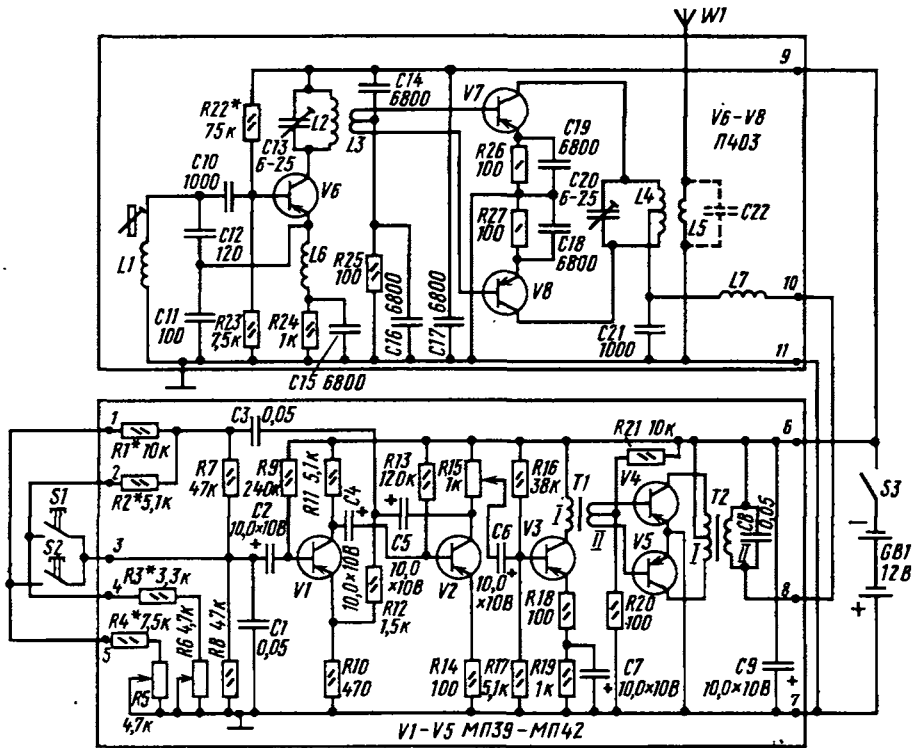 W1
9
C14
6800
V7
V6-V8
П403
R22*
75к
C13
6-25
L2
L3
C19
6800
R26
100
C20
6-25
L4
L5
C22
C10
1000
V6
R27
100
C18
6800
C12
120
L1
L6
R25
100
C16 6800
C17 6800
V8
L7
10
C11
100
R23
7,5к
R24
1к
C15 6800
C21
1000
11
1
R1* 10к
C3 0,05
R21 10к
6
2
R2* 5,1к
R7
47к
R9
240к
R11 5,1к
R13
120к
R15
1к
R16
38к
T1
I
II
V4
T2
I
II
C8
0,05
S3
S1
S2
3
C2
10,0×10В
+
C4
10,0×10В
+
C5
10,0
×10В
C6
10,0
×10В
+
V3
V5
GB1
12В
−
+
4
R3* 3,3к
V1
V2
R12
1,5к
R18
100
R20
100
8
R4* 7,5к
5
R6 4,7к
R8 4,7к
C1
0,05
R5
4,7к
R10
470
R14
100
R17
5,1к
R19
1к
C7
10,0×10В
+
C9
10,0×10В
+
7
V1-V5 МП39-МП42